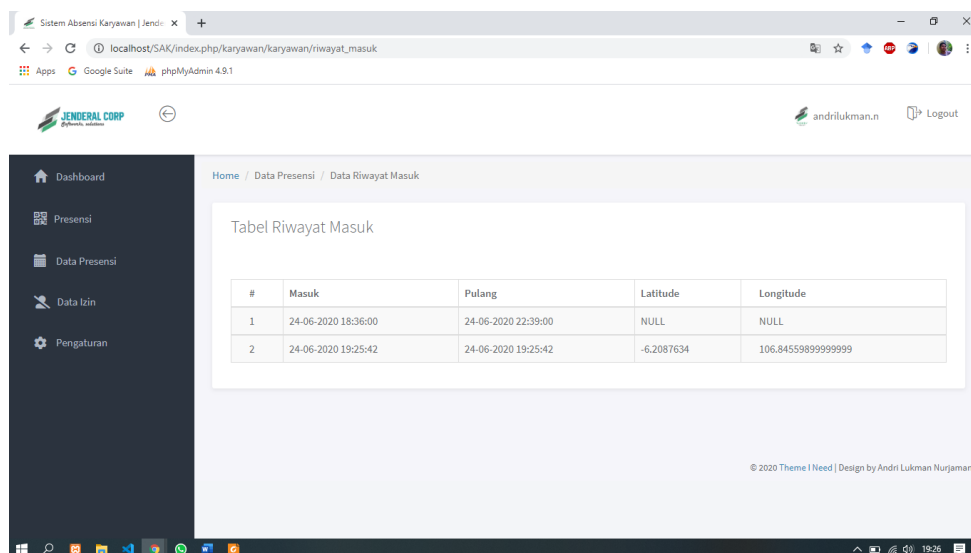 Sistem Absensi Karyawan | Jende
localhost/SAK/index.php/karyawan/karyawan/riwayat_masuk
ABP
Apps G Google Suite phpMyAdmin 4.9.1
JENDERAL CORP
andrilukman.n Logout
Dashboard
Presensi
Data Presensi
Data Izin
Pengaturan
Home / Data Presensi / Data Riwayat Masuk
Tabel Riwayat Masuk
# Masuk Pulang Latitude Longitude
1 24-06-2020 18:36:00 24-06-2020 22:39:00 NULL NULL
2 24-06-2020 19:25:42 24-06-2020 19:25:42 -6.2087634 106.84559899999999
© 2020 Theme I Need | Design by Andri Lukman Nurjaman
19:26